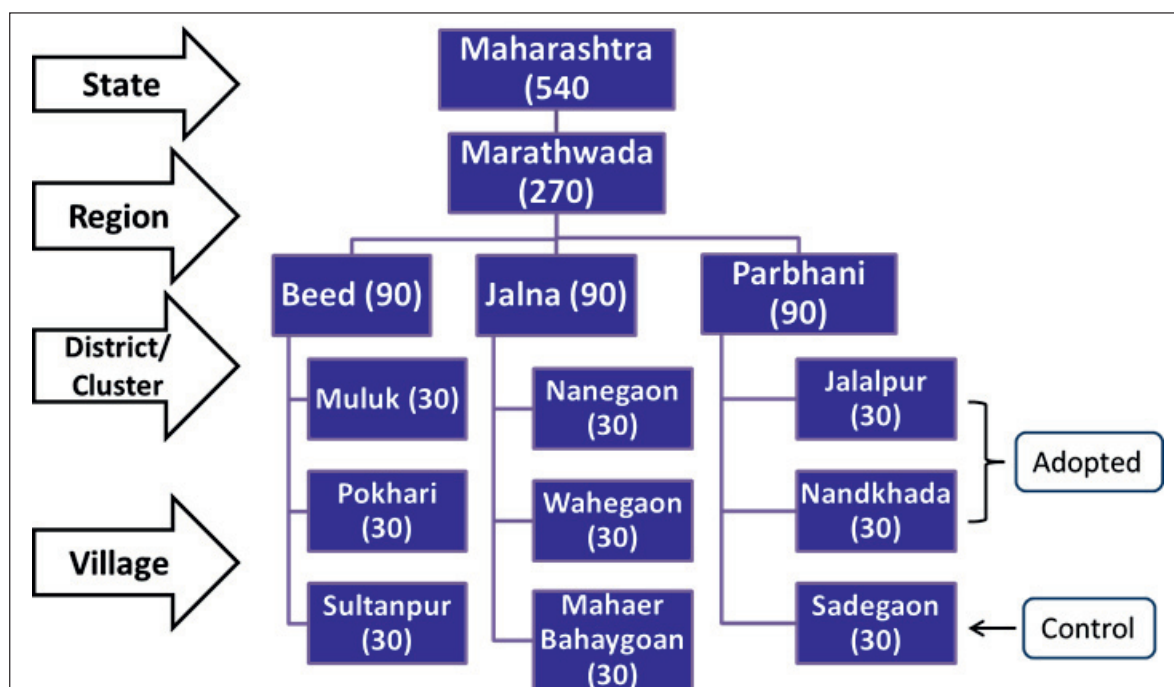 State
Maharashtra
(540
Region
Marathwada
(270)
District/
Cluster
Beed (90)
Jalna (90)
Parbhani
(90)
Village
Muluk (30)
Nanegaon
(30)
Jalalpur
(30)
Adopted
Pokhari
(30)
Wahegaon
(30)
Nandkhada
(30)
Sultanpur
(30)
Mahaer
Bahaygoan
(30)
Sadegaon
(30)
Control